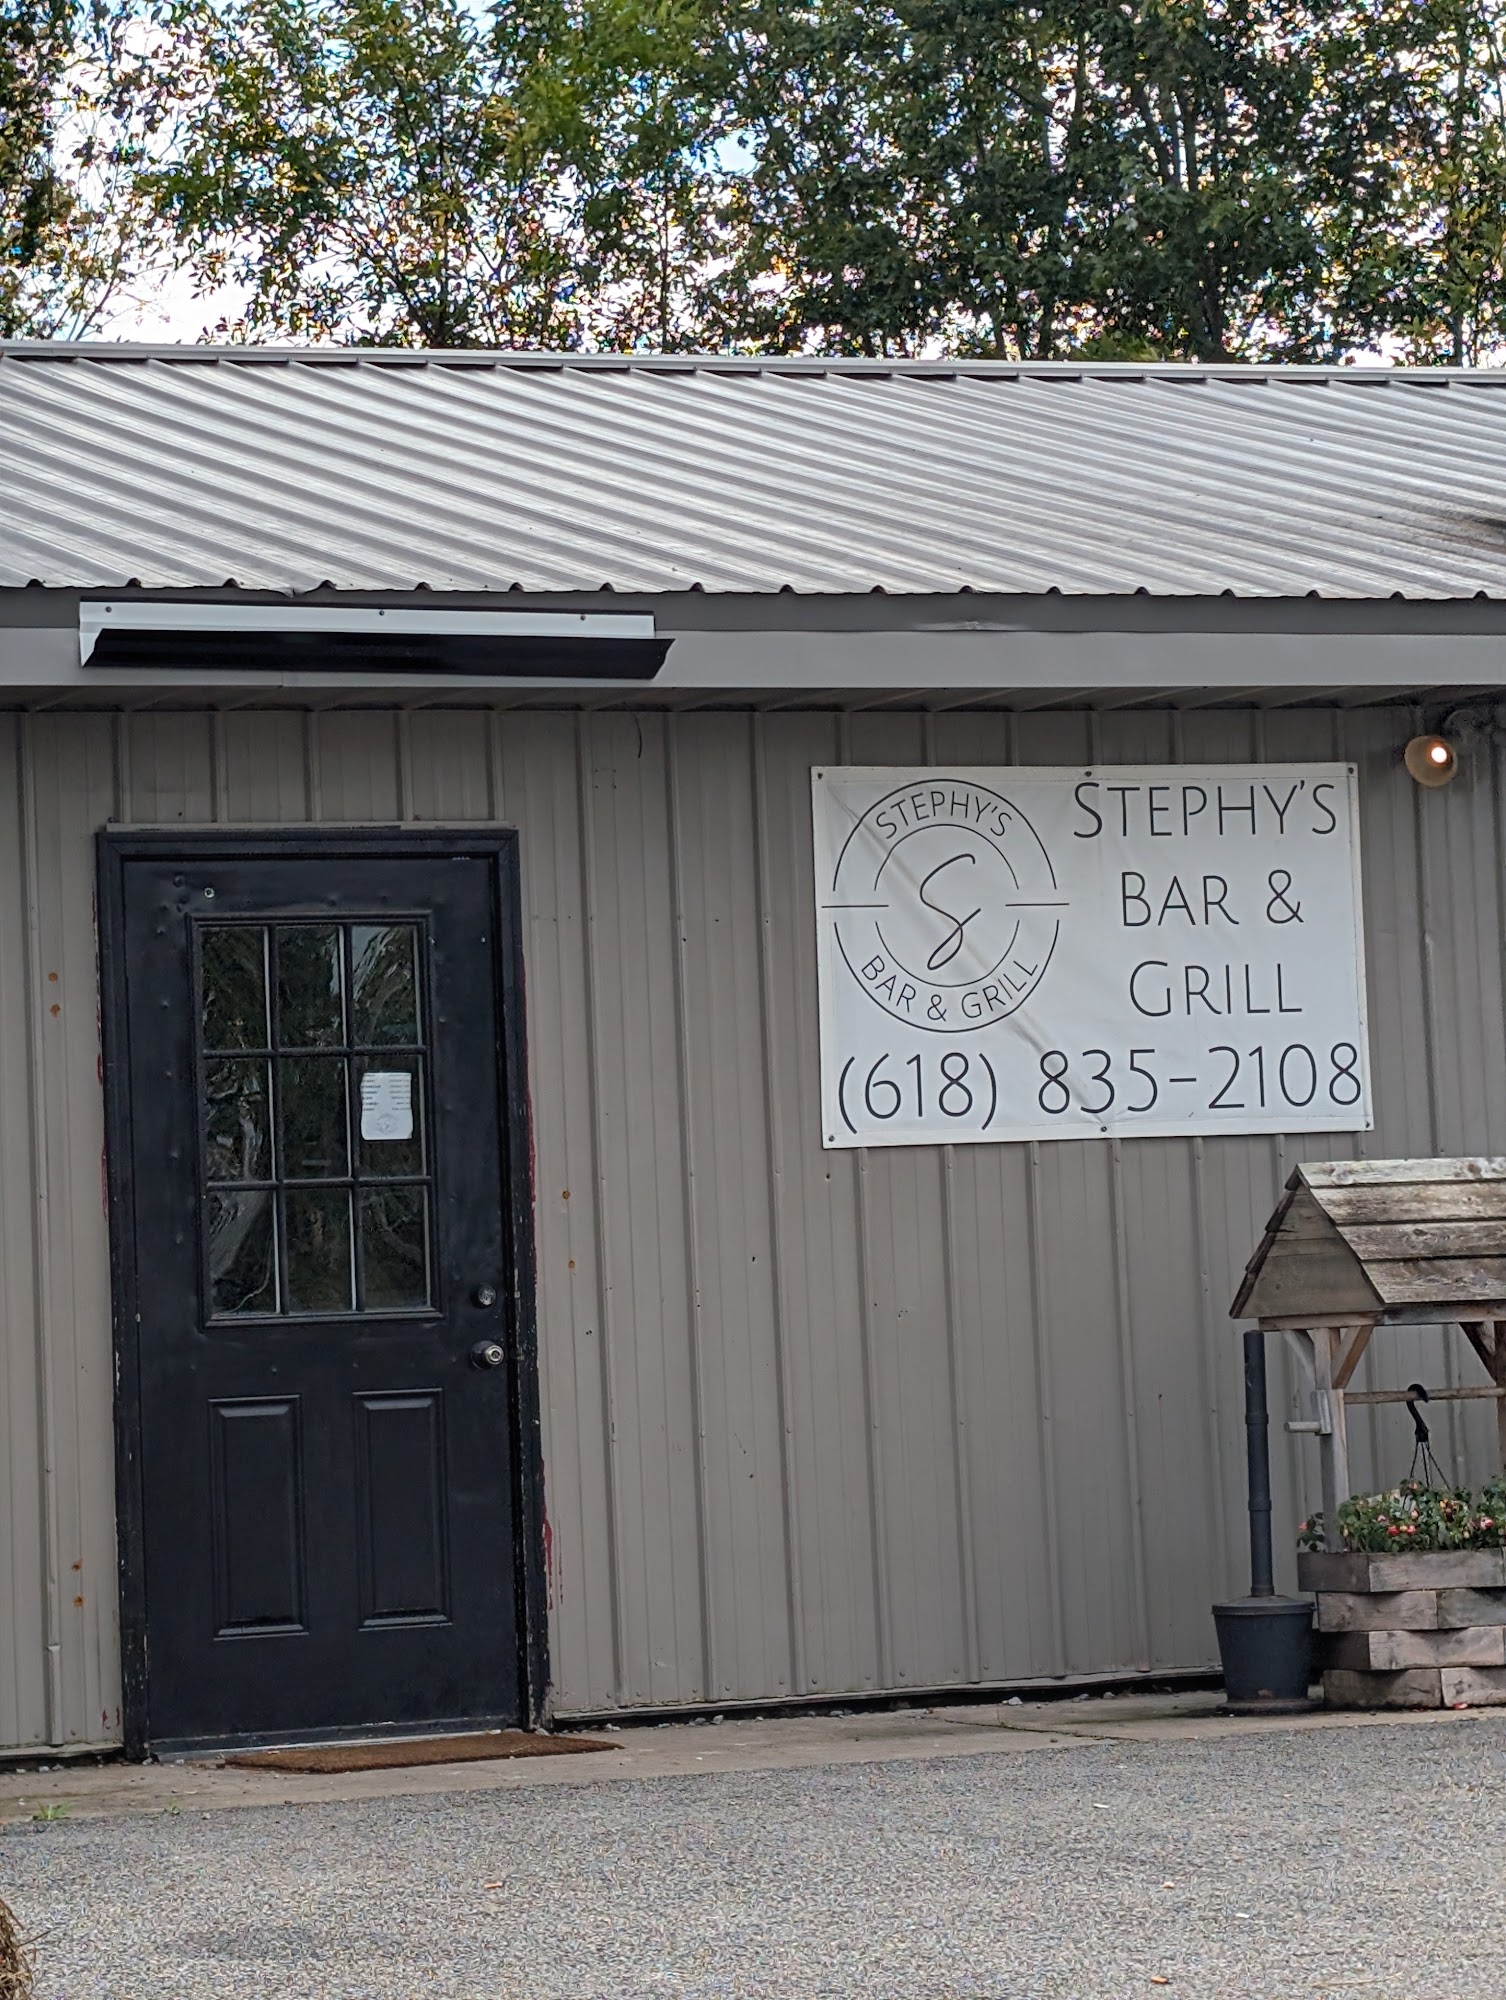 STEPHY'S
S
BAR & GRILL
STEPHY'S
BAR &
GRILL
(618) 835-2108